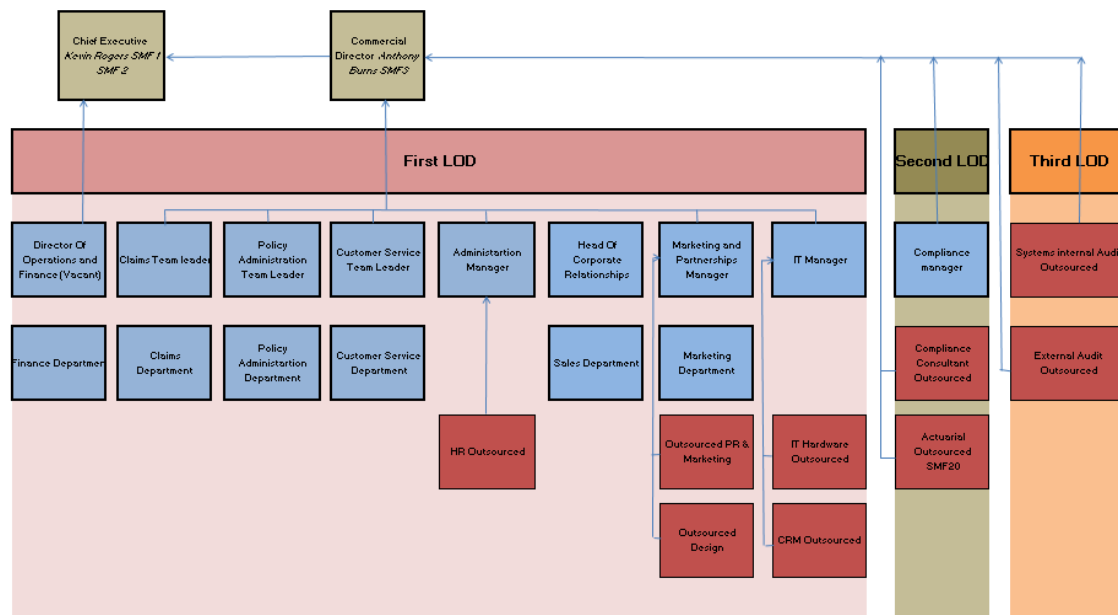 Chief Executive
Kevin Rogers SMF1
SMF 2
Commercial
Director Anthony
Burns SMF3
First LOD
Second LOD
Third LOD
Director Of
Operations and
Finance (Vacant)
Claims Team leader
Policy
Administration
Team Leader
Customer Service
Team Leader
Administartion
Manager
Head Of
Corporate
Relationships
Marketing and
Partnerships
Manager
IT Manager
Compliance
manager
Systems internal Audit
Outsourced
Finance Department
Claims
Department
Policy
Administartion
Department
Customer Service
Department
Sales Department
Marketing
Department
Compliance
Consultant
Outsourced
External Audit
Outsourced
HR Outsourced
Outsourced PR &
Marketing
IT Hardware
Outsourced
Actuarial
Outsourced
SMF20
Outsourced
Design
CRM Outsourced